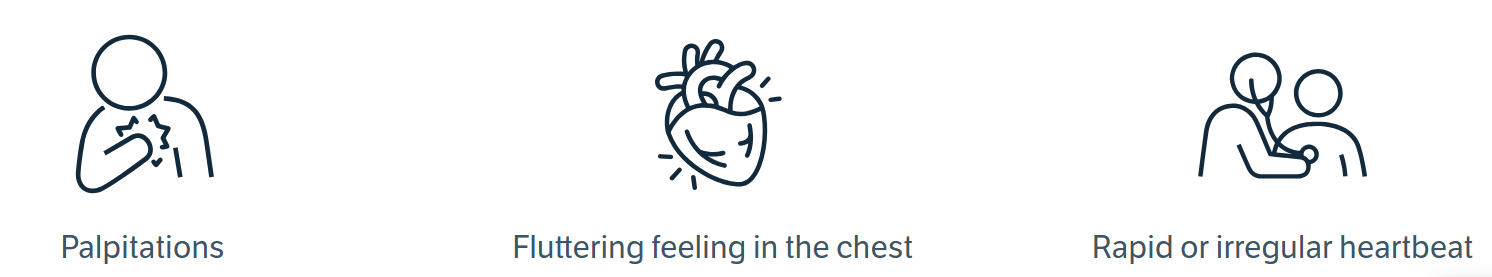 Palpitations
Fluttering feeling in the chest
Rapid or irregular heartbeat